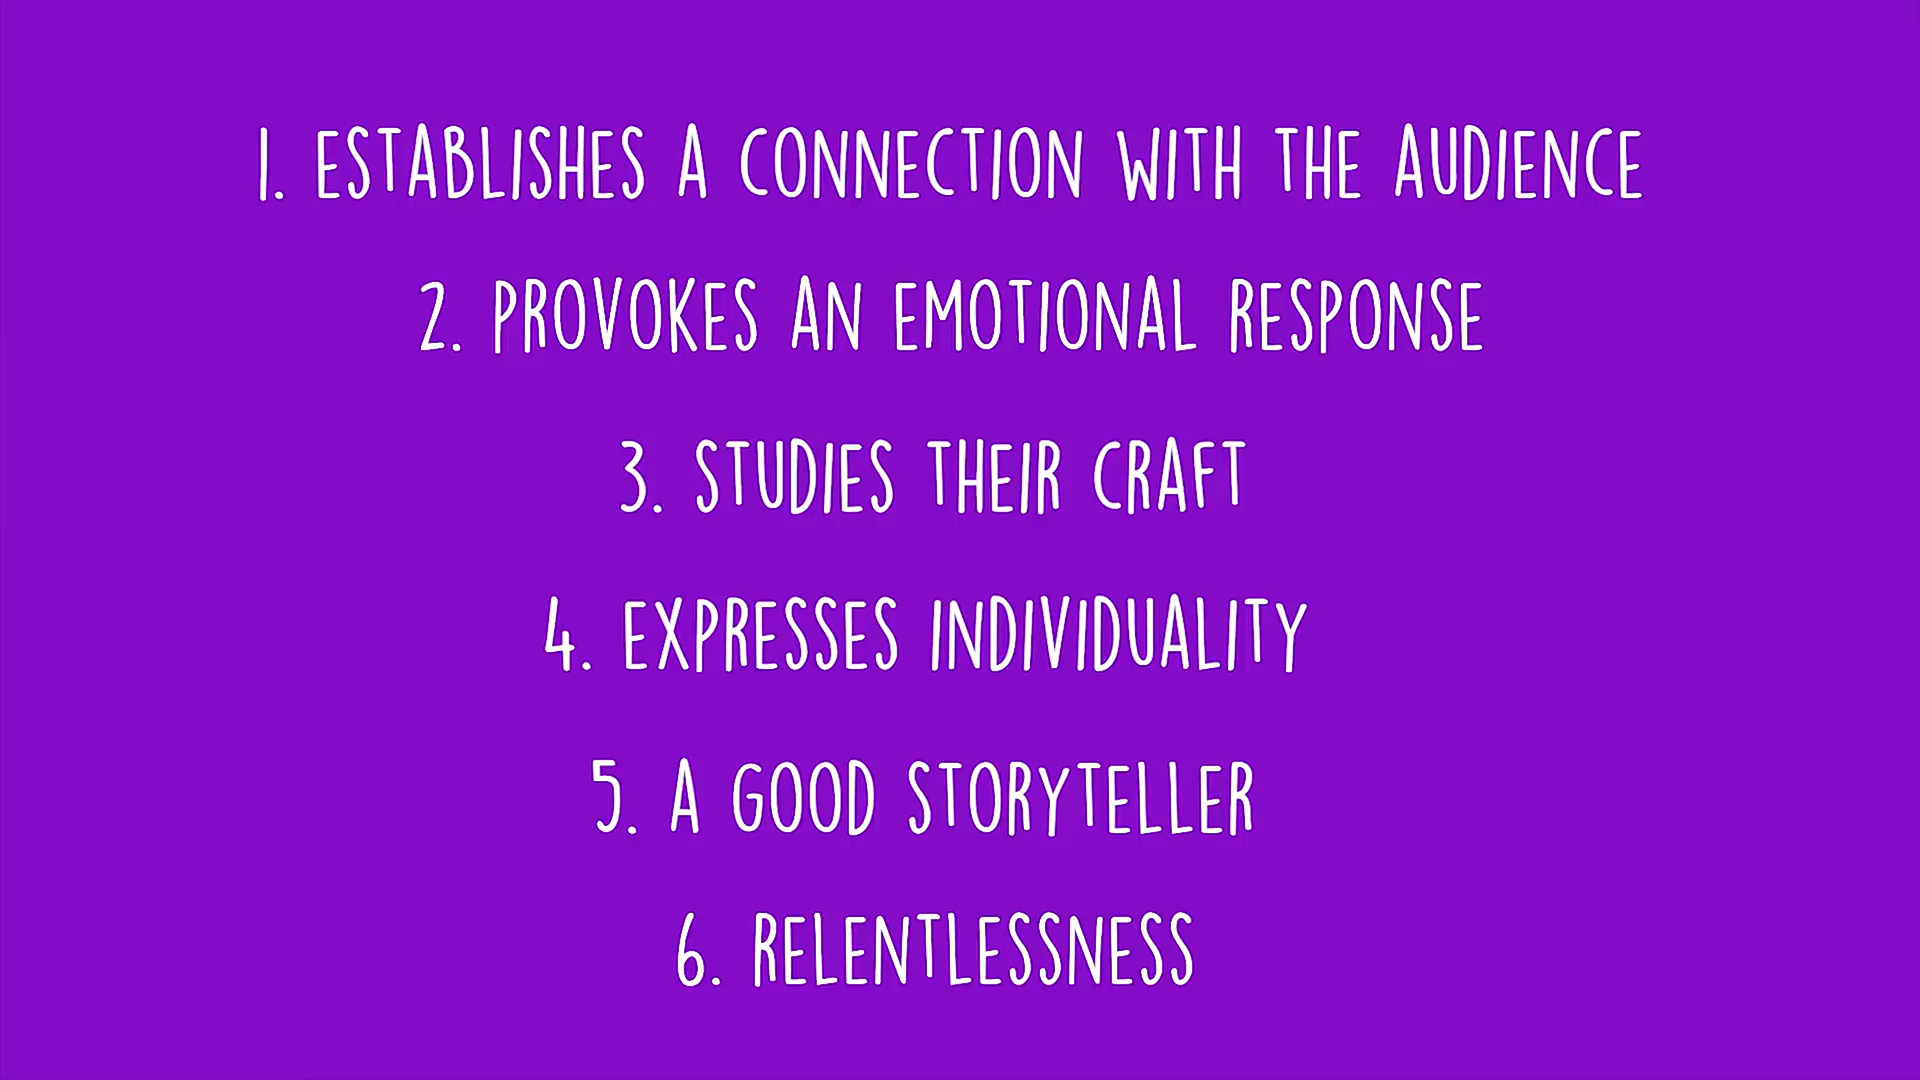 1. ESTABLISHES A CONNECTION WITH THE AUDIENCE
2. PROVOKES AN EMOTIONAL RESPONSE
3. STUDIES THEIR CRAFT
4. EXPRESSES INDIVIDUALITY
5. A GOOD STORYTELLER
6. RELENTLESSNESS